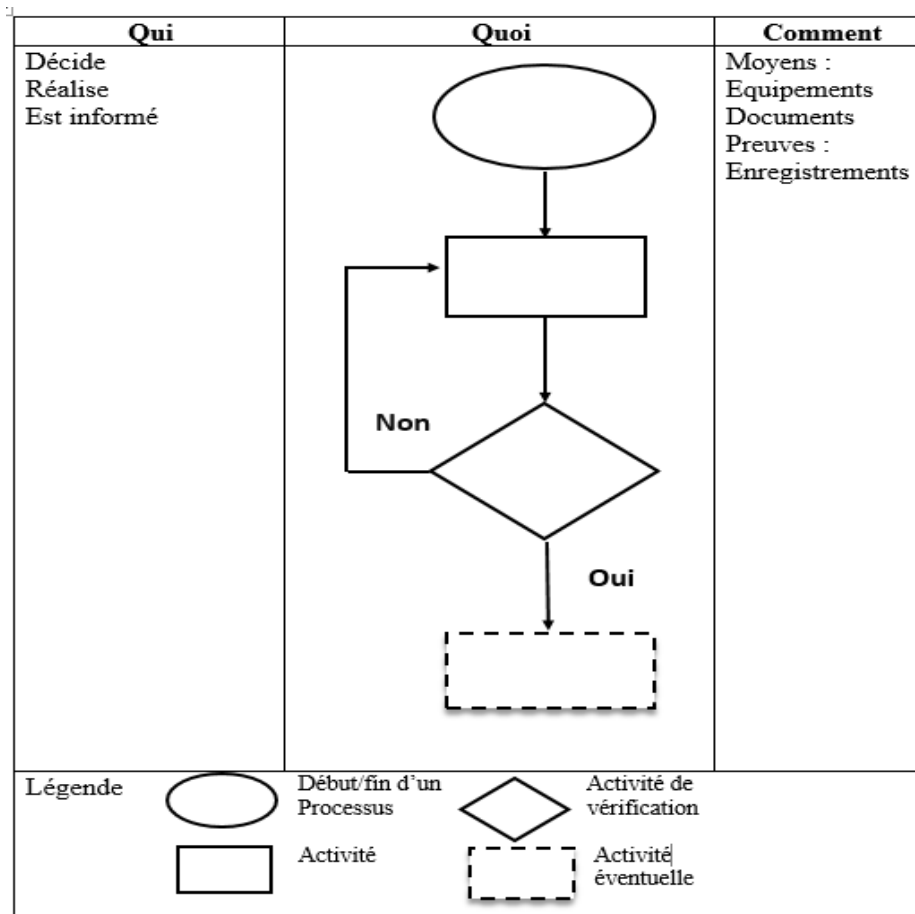 Qui
Quoi
Comment
Décide
Réalise
Est informé
Moyens :
Equipements
Documents
Preuves :
Enregistrements
Non
Oui
Légende
Début/fin d'un
Processus
Activité de
vérification
Activité
Activité
éventuelle